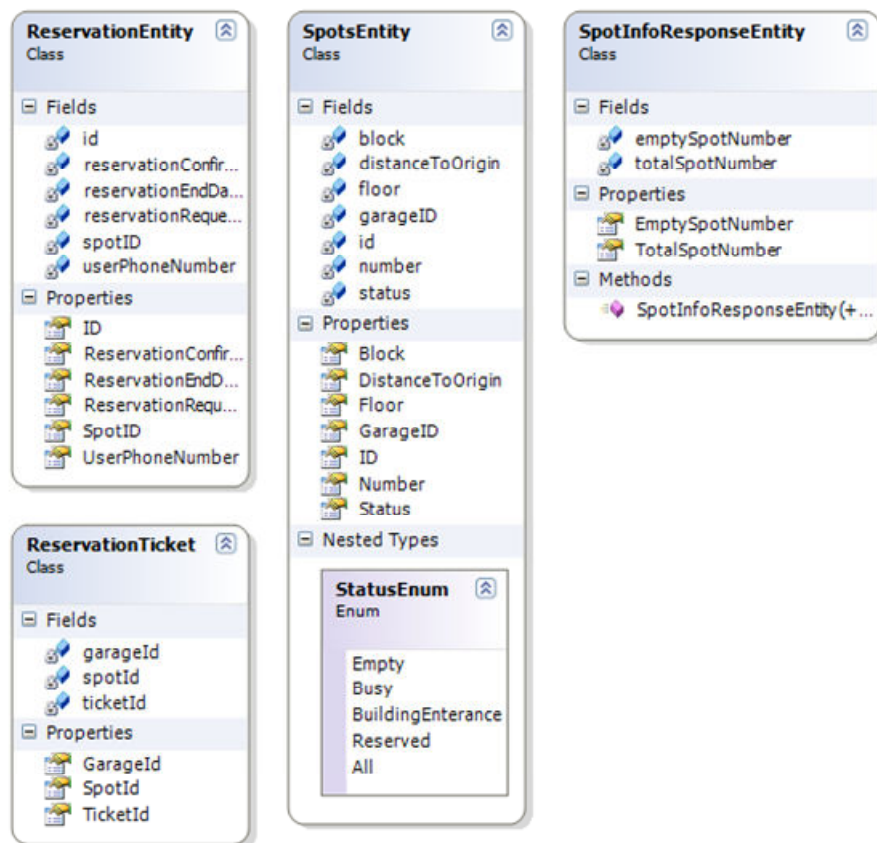 ReservationEntity
Class
Fields
id
reservationConfir...
reservationEndDa...
reservationReque...
spotID
userPhoneNumber
Properties
ID
ReservationConfir...
ReservationEndD...
ReservationRequ...
SpotID
UserPhoneNumber
ReservationTicket
Class
Fields
garageId
spotId
ticketId
Properties
GarageId
SpotId
TicketId
SpotsEntity
Class
Fields
block
distanceToOrigin
floor
garageID
id
number
status
Properties
Block
DistanceToOrigin
Floor
GarageID
ID
Number
Status
Nested Types
StatusEnum
Enum
Empty
Busy
BuildingEnterance
Reserved
All
SpotInfoResponseEntity
Class
Fields
emptySpotNumber
totalSpotNumber
Properties
EmptySpotNumber
TotalSpotNumber
Methods
SpotInfoResponseEntity(+...